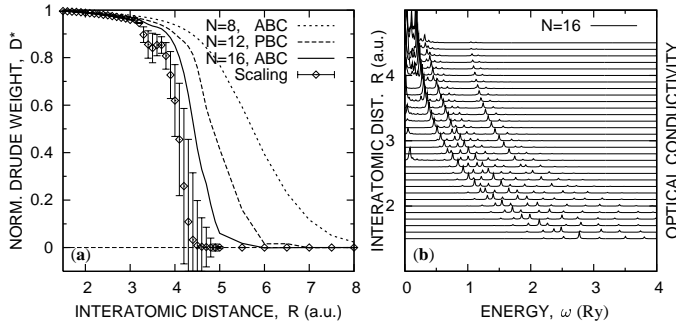 NORM. DRUDE WEIGHT, D*
1
0.8
0.6
0.4
0.2
0
N=8, ABC
N=12, PBC
N=16, ABC
Scaling
(a)
2 3 4 5 6 7 8
INTERATOMIC DISTANCE, R (a.u.)
INTERATOMIC DIST. R (a.u.)
4
3
2
N=16
(b)
0 1 2 3 4
ENERGY, ω (Ry)
OPTICAL CONDUCTIVITY